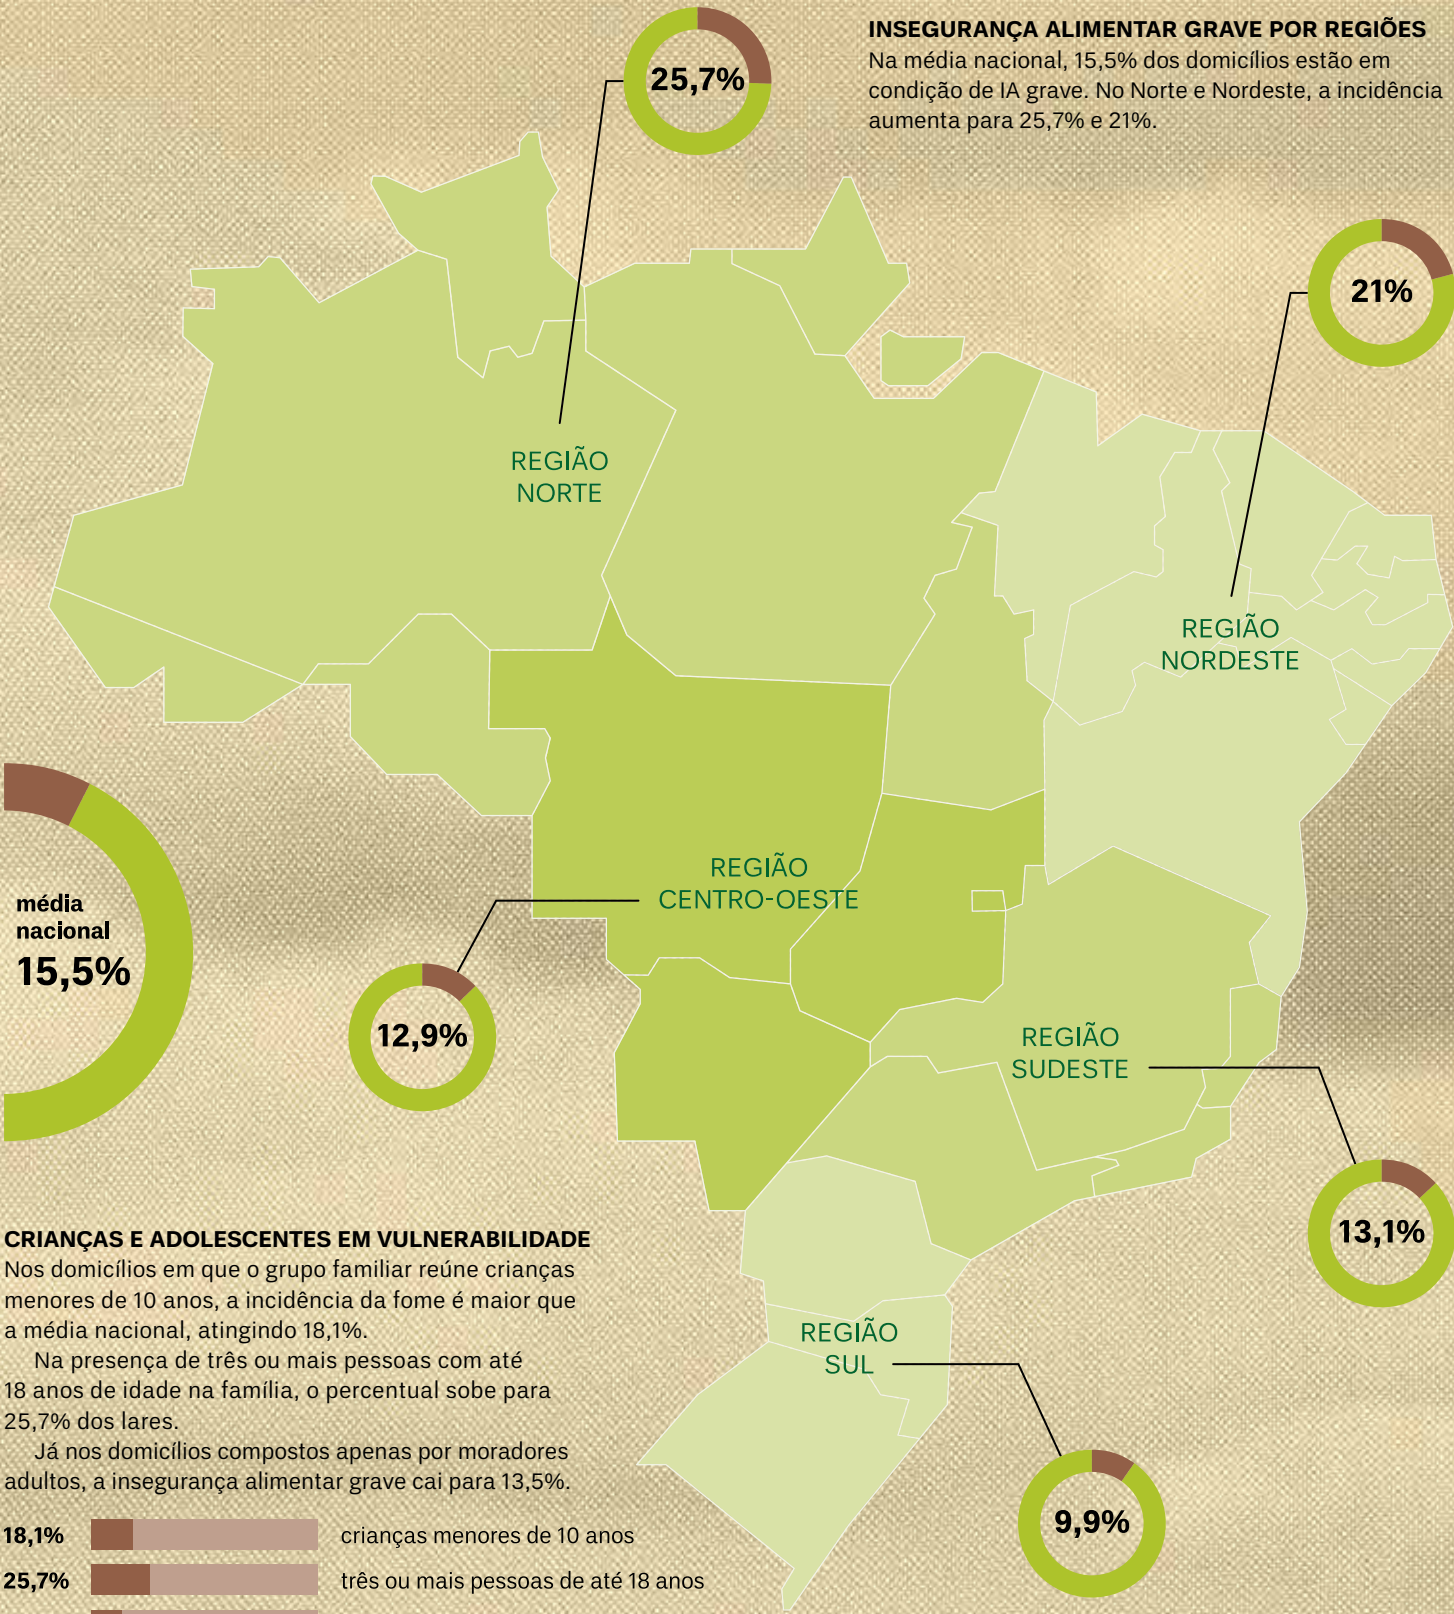 25,7%
INSEGURANÇA ALIMENTAR GRAVE POR REGIÕES
Na média nacional, 15,5% dos domicílios estão em
condição de IA grave. No Norte e Nordeste, a incidência
aumenta para 25,7% e 21%.
21%
REGIÃO
NORTE
REGIÃO
NORDESTE
REGIÃO
CENTRO-OESTE
média
nacional
15,5%
12,9%
REGIÃO
SUDESTE
13,1%
CRIANÇAS E ADOLESCENTES EM VULNERABILIDADE
Nos domicílios em que o grupo familiar reúne crianças
menores de 10 anos, a incidência da fome é maior que
a média nacional, atingindo 18,1%.
Na presença de três ou mais pessoas com até
18 anos de idade na família, o percentual sobe para
25,7% dos lares.
Já nos domicílios compostos apenas por moradores
adultos, a insegurança alimentar grave cai para 13,5%.
REGIÃO
SUL
9,9%
18,1% crianças menores de 10 anos
25,7% três ou mais pessoas de até 18 anos